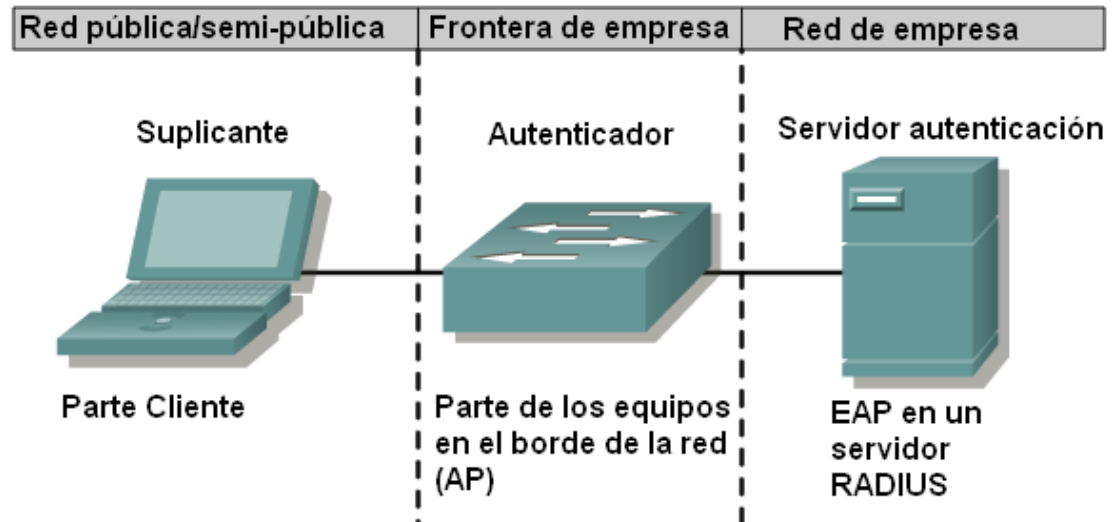 Red pública/semi-pública
Frontera de empresa
Red de empresa
Suplicante
Autenticador
Servidor autenticación
Parte Cliente
Parte de los equipos
en el borde de la red
(AP)
EAP en un
servidor
RADIUS